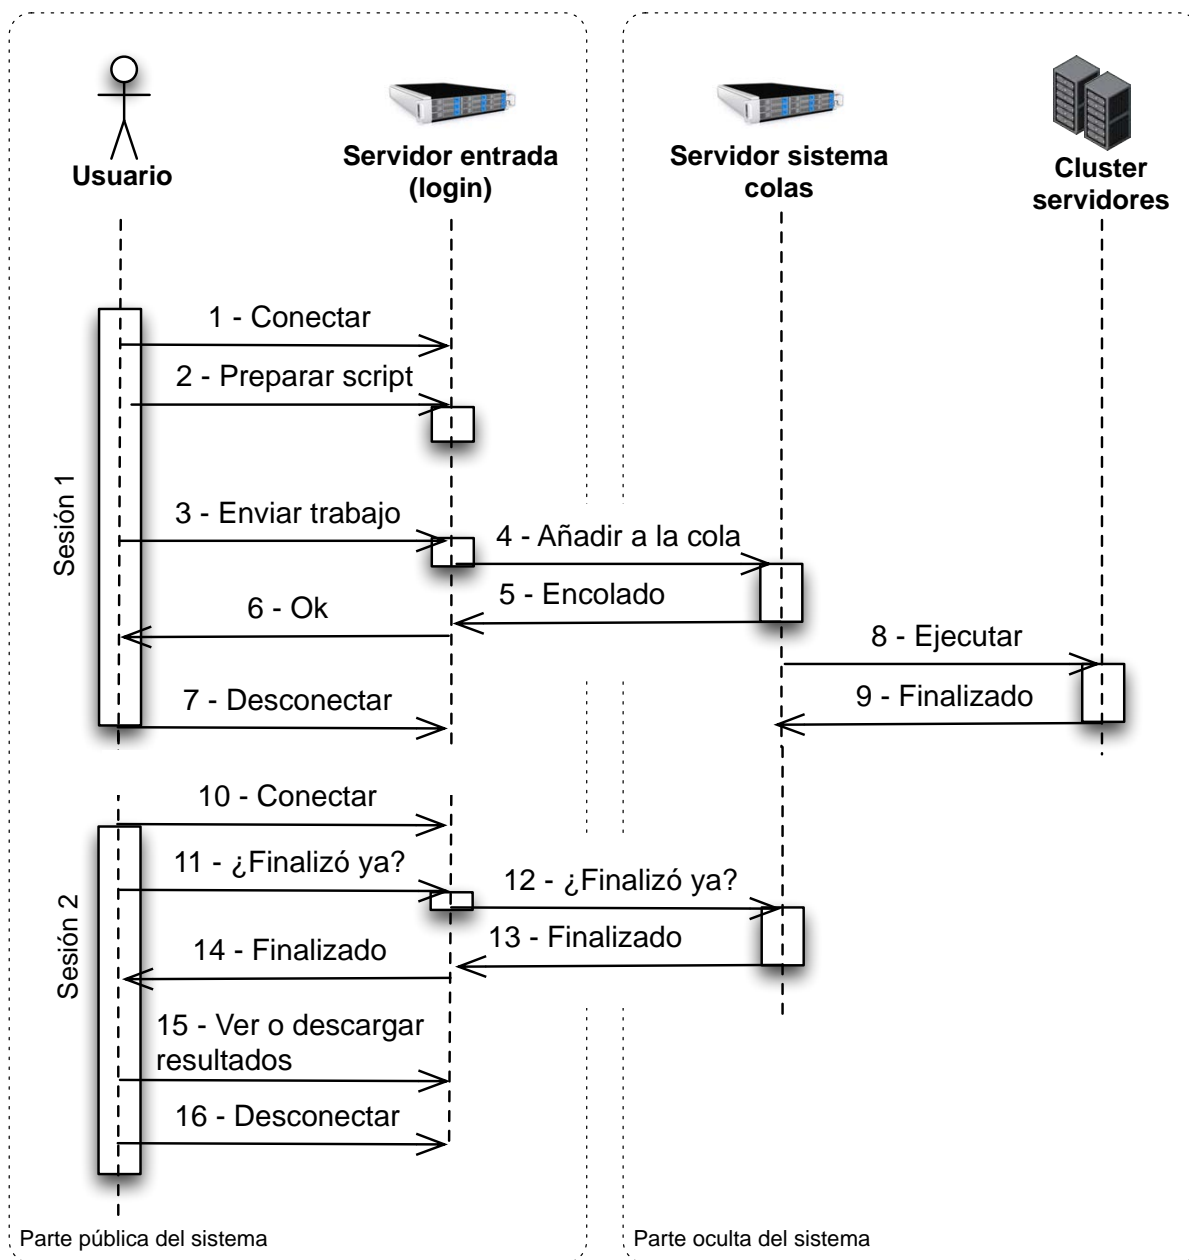 Usuario
Servidor entrada
(login)
Servidor sistema
colas
Cluster
servidores
Sesión 1
1 - Conectar
2 - Preparar script
3 - Enviar trabajo
4 - Añadir a la cola
5 - Encolado
6 - Ok
7 - Desconectar
8 - Ejecutar
9 - Finalizado
Sesión 2
10 - Conectar
11 - ¿Finalizó ya?
12 - ¿Finalizó ya?
13 - Finalizado
14 - Finalizado
15 - Ver o descargar
resultados
16 - Desconectar
Parte pública del sistema
Parte oculta del sistema